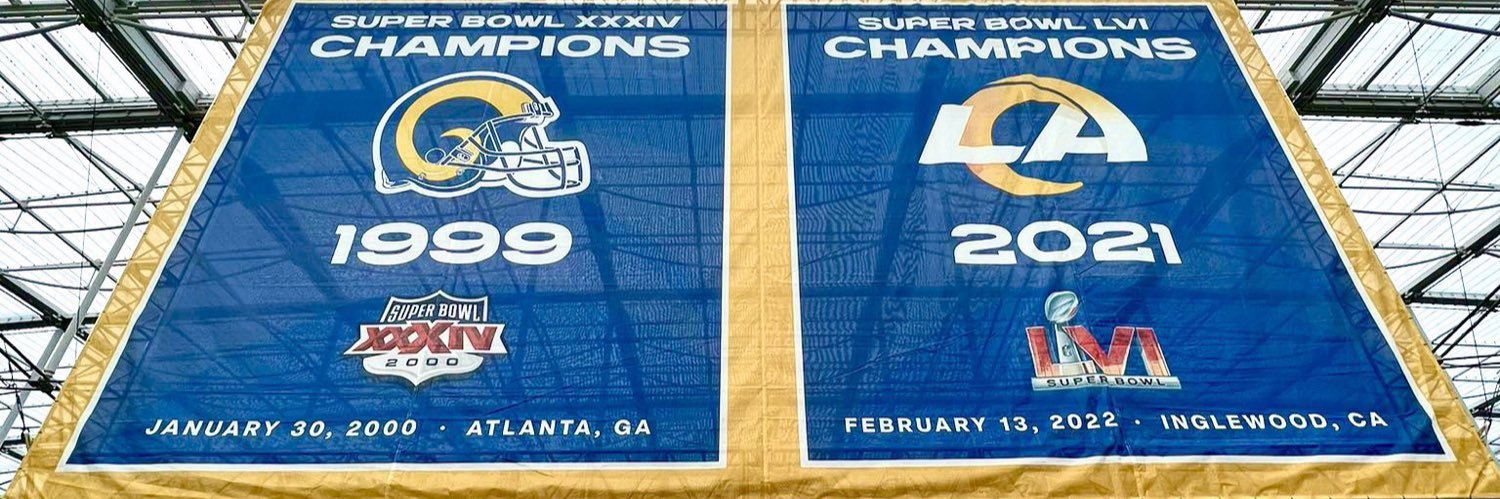 SUPER BOWL XXXIV
CHAMPIONS
1999
SUPER BOWL
XXXIV
2000
JANUARY 30, 2000 · ATLANTA, GA
SUPER BOWL LVI
CHAMPIONS
LA
2021
LVI
SUPER BOWL
FEBRUARY 13, 2022 · INGLEWOOD, CA